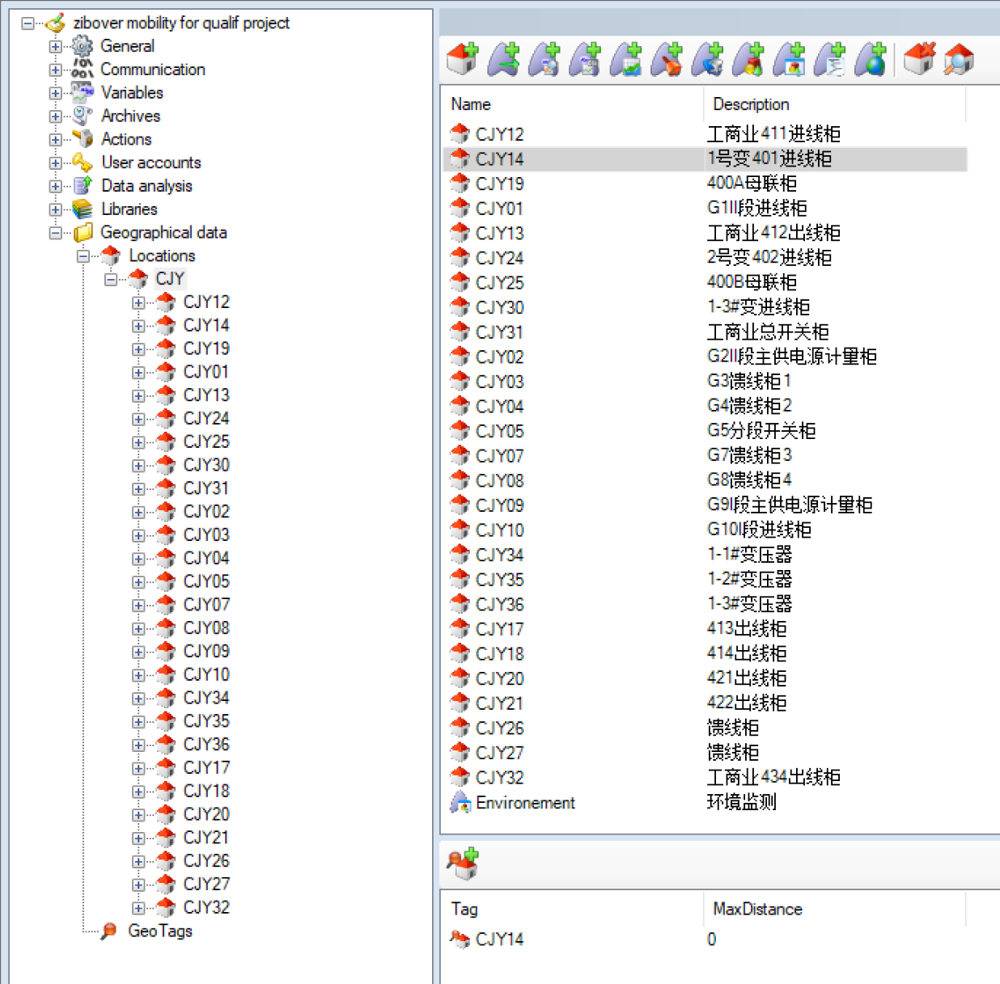 zibover mobility for qualif project
General
Communication
Variables
Archives
Actions
User accounts
Data analysis
Libraries
Geographical data
Locations
CJY
CJY12
CJY14
CJY19
CJY01
CJY13
CJY24
CJY25
CJY30
CJY31
CJY02
CJY03
CJY04
CJY05
CJY07
CJY08
CJY09
CJY10
CJY34
CJY35
CJY36
CJY17
CJY18
CJY20
CJY21
CJY26
CJY27
CJY32
GeoTags
Name Description
CJY12 工商业411进线柜
CJY14 1号变401进线柜
CJY19 400A母联柜
CJY01 G1II段进线柜
CJY13 工商业412出线柜
CJY24 2号变402进线柜
CJY25 400B母联柜
CJY30 1-3#变进线柜
CJY31 工商业总开关柜
CJY02 G2II段主供电源计量柜
CJY03 G3馈线柜1
CJY04 G4馈线柜2
CJY05 G5分段开关柜
CJY07 G7馈线柜3
CJY08 G8馈线柜4
CJY09 G9I段主供电源计量柜
CJY10 G10I段进线柜
CJY34 1-1#变压器
CJY35 1-2#变压器
CJY36 1-3#变压器
CJY17 413出线柜
CJY18 414出线柜
CJY20 421出线柜
CJY21 422出线柜
CJY26 馈线柜
CJY27 馈线柜
CJY32 工商业434出线柜
Environement 环境监测
Tag MaxDistance
CJY14 0